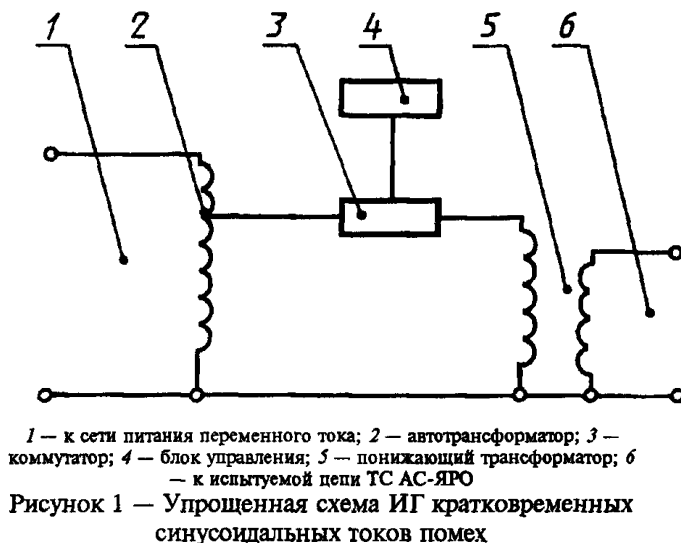 1 2 3 4 5 6
1 — к сети питания переменного тока; 2 — автотрансформатор; 3 —
коммутатор; 4 — блок управления; 5 — понижающий трансформатор; 6
— к испытуемой цепи ТС АС-ЯРО
Рисунок 1 — Упрощенная схема ИГ кратковременных
синусоидальных токов помех